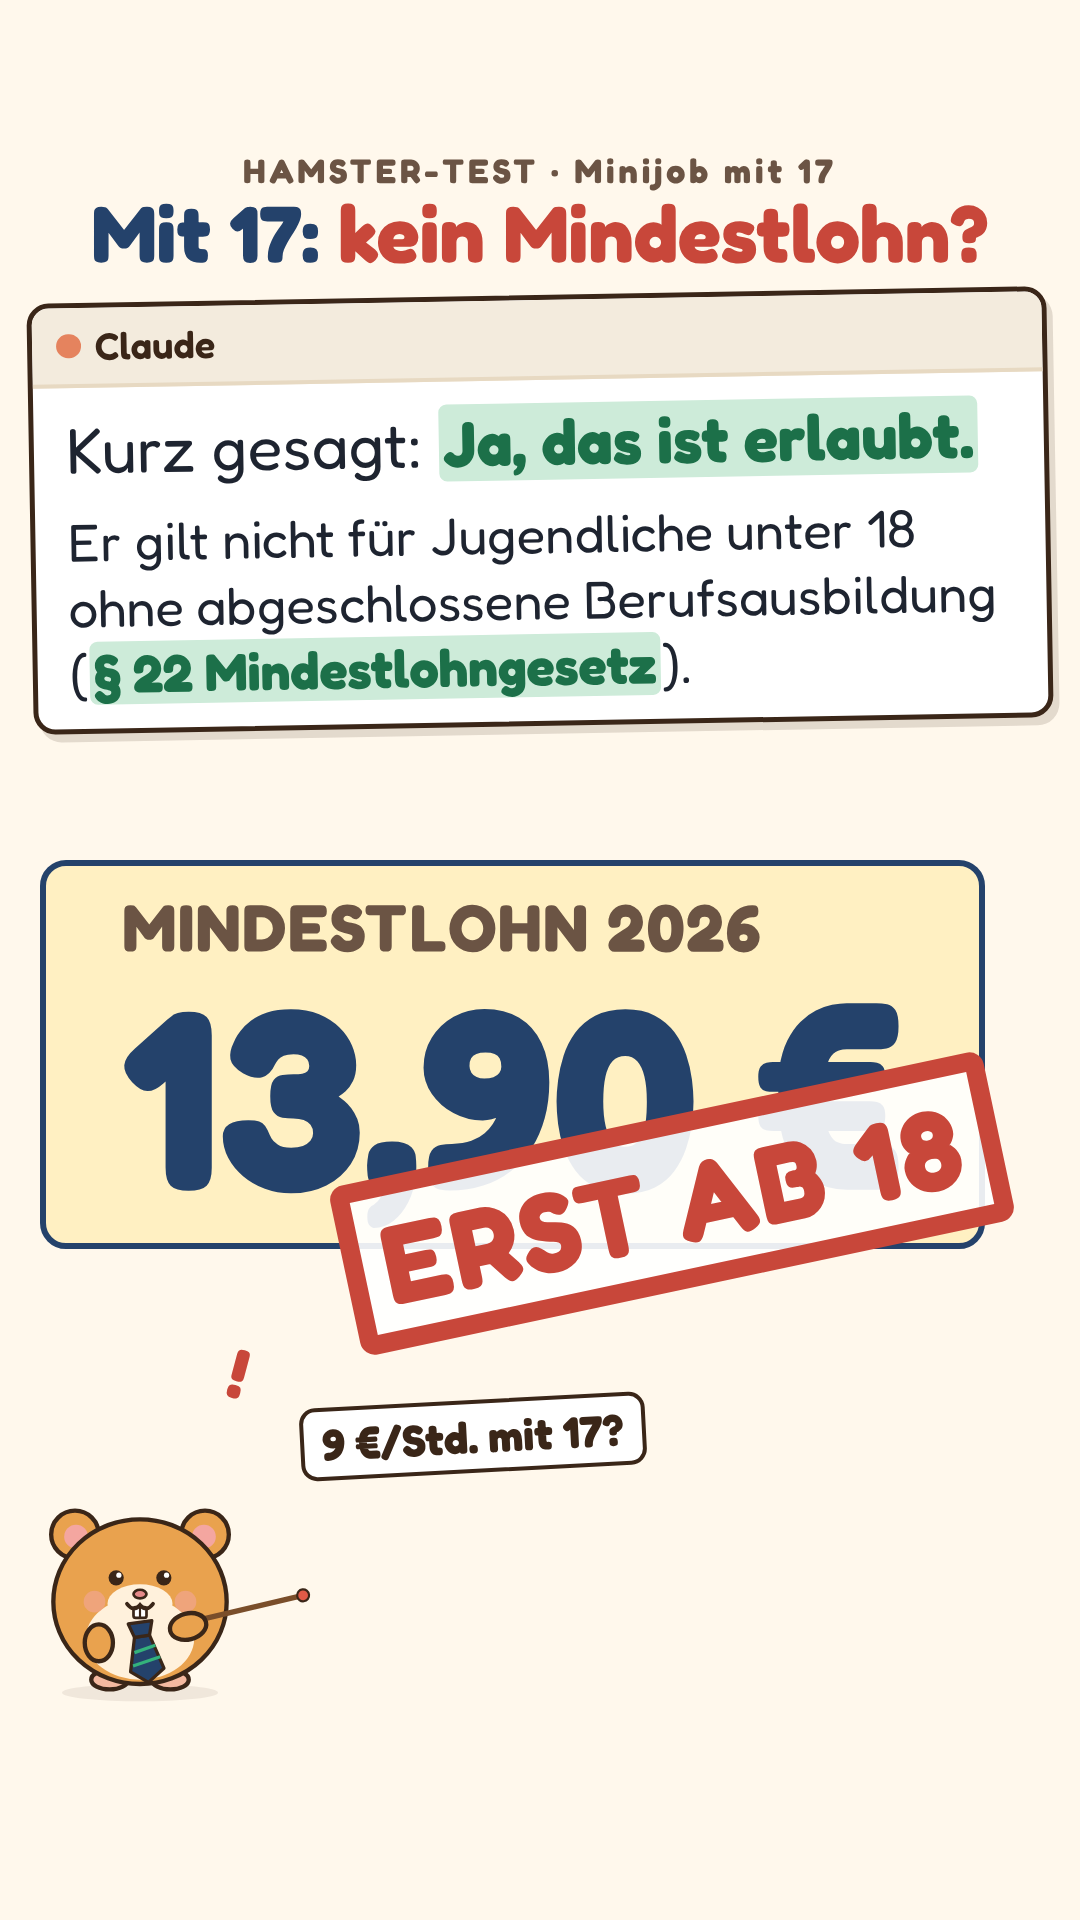 HAMSTER-TEST · Minijob mit 17
Mit 17: kein Mindestlohn?
Claude
Kurz gesagt: Ja, das ist erlaubt.
Er gilt nicht für Jugendliche unter 18
ohne abgeschlossene Berufsausbildung
(§ 22 Mindestlohngesetz).
MINDESTLOHN 2026
13,90 €
ERST AB 18
!
9 €/Std. mit 17?